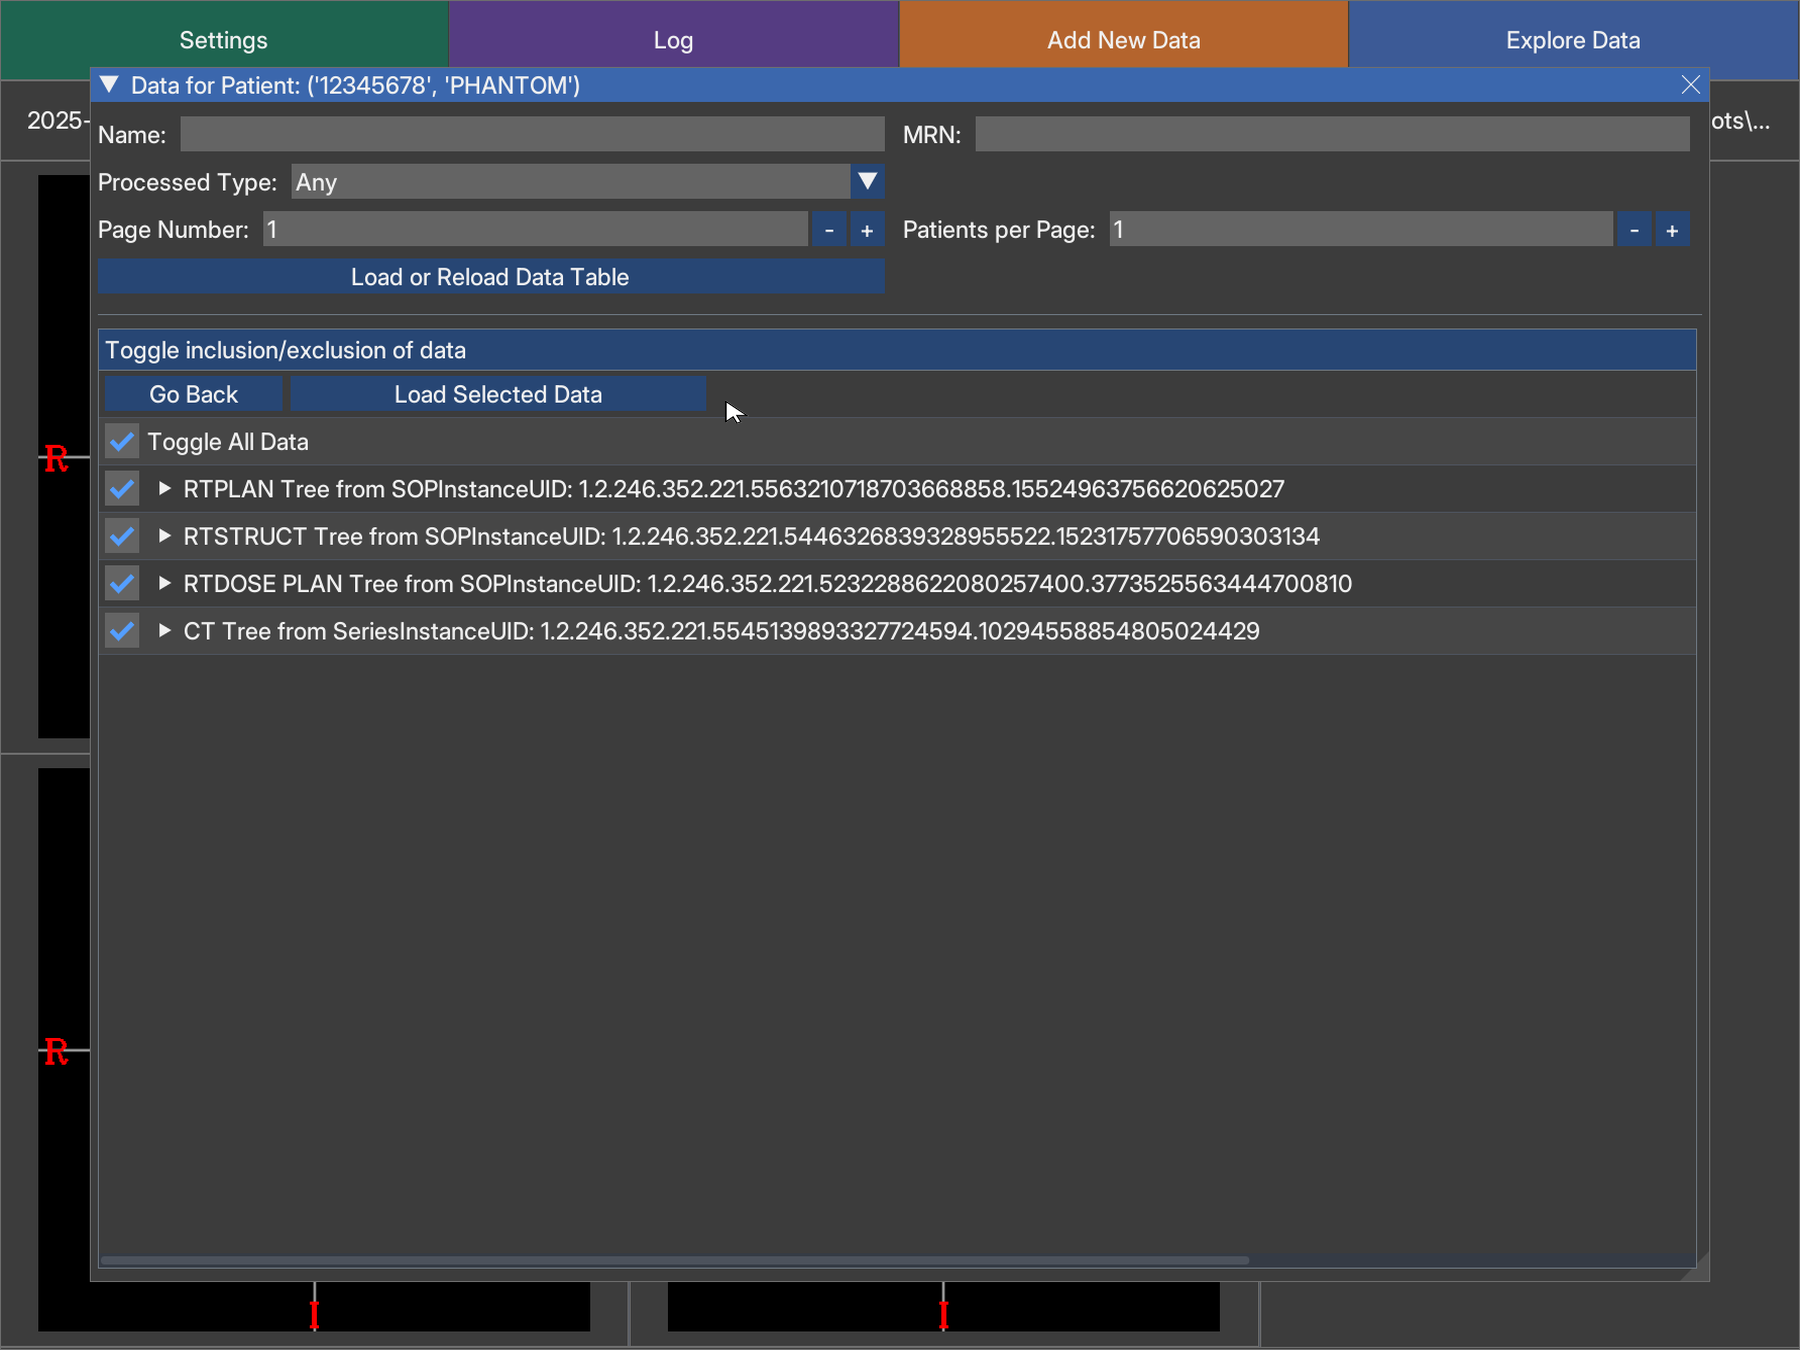 Settings Log Add New Data Explore Data
Data for Patient: ('12345678', 'PHANTOM')
2025- ots\...
Name: MRN:
Processed Type: Any
Page Number: 1 - + Patients per Page: 1 - +
Load or Reload Data Table
Toggle inclusion/exclusion of data
Go Back Load Selected Data
Toggle All Data
R
RTPLAN Tree from SOPInstanceUID: 1.2.246.352.221.5563210718703668858.15524963756620625027
RTSTRUCT Tree from SOPInstanceUID: 1.2.246.352.221.5446326839328955522.15231757706590303134
RTDOSE PLAN Tree from SOPInstanceUID: 1.2.246.352.221.5232288622080257400.3773525563444700810
CT Tree from SeriesInstanceUID: 1.2.246.352.221.5545139893327724594.10294558854805024429
R
I I